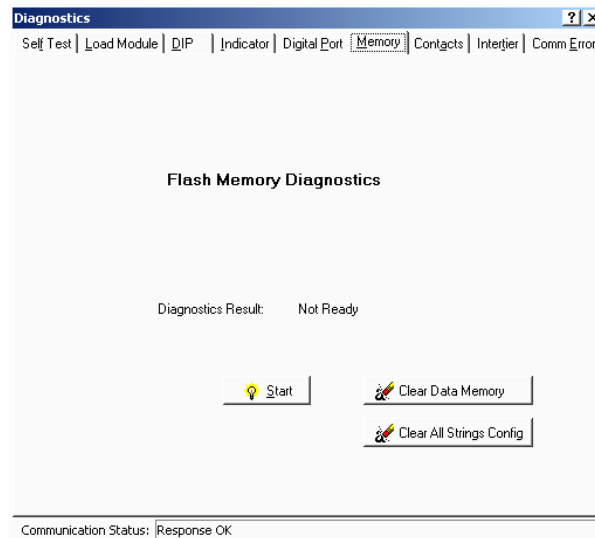 Diagnostics
Self Test Load Module DIP Indicator Digital Port Memory Contacts Intertier Comm Error
Flash Memory Diagnostics
Diagnostics Result: Not Ready
Start Clear Data Memory
Clear All Strings Config
Communication Status: Response OK